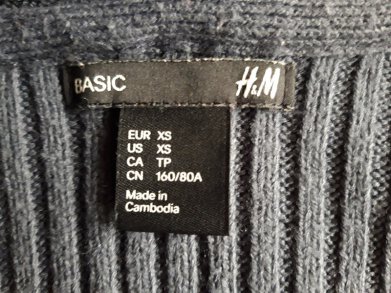 BASIC H&M
EUR XS
US XS
CA TP
CN 160/80A
Made in
Cambodia